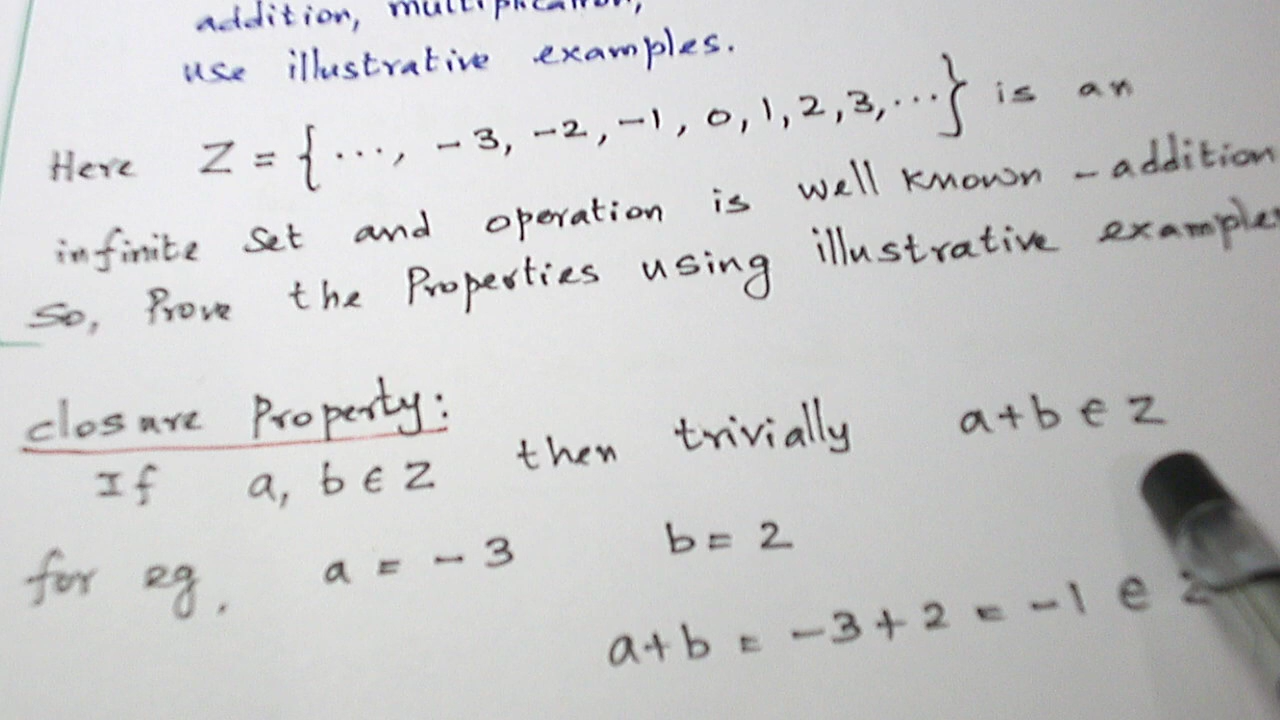 addition, multiplication,
use illustrative examples.
Here Z = { ..., -3, -2, -1, 0, 1, 2, 3, ... } is an
infinite set and operation is well known - addition
So, Prove the Properties using illustrative
closure Property:
If a, b ∈ Z then trivially a+b ∈ Z
for eg. a = -3 b = 2
a+b = -3+2 = -1 ∈ Z